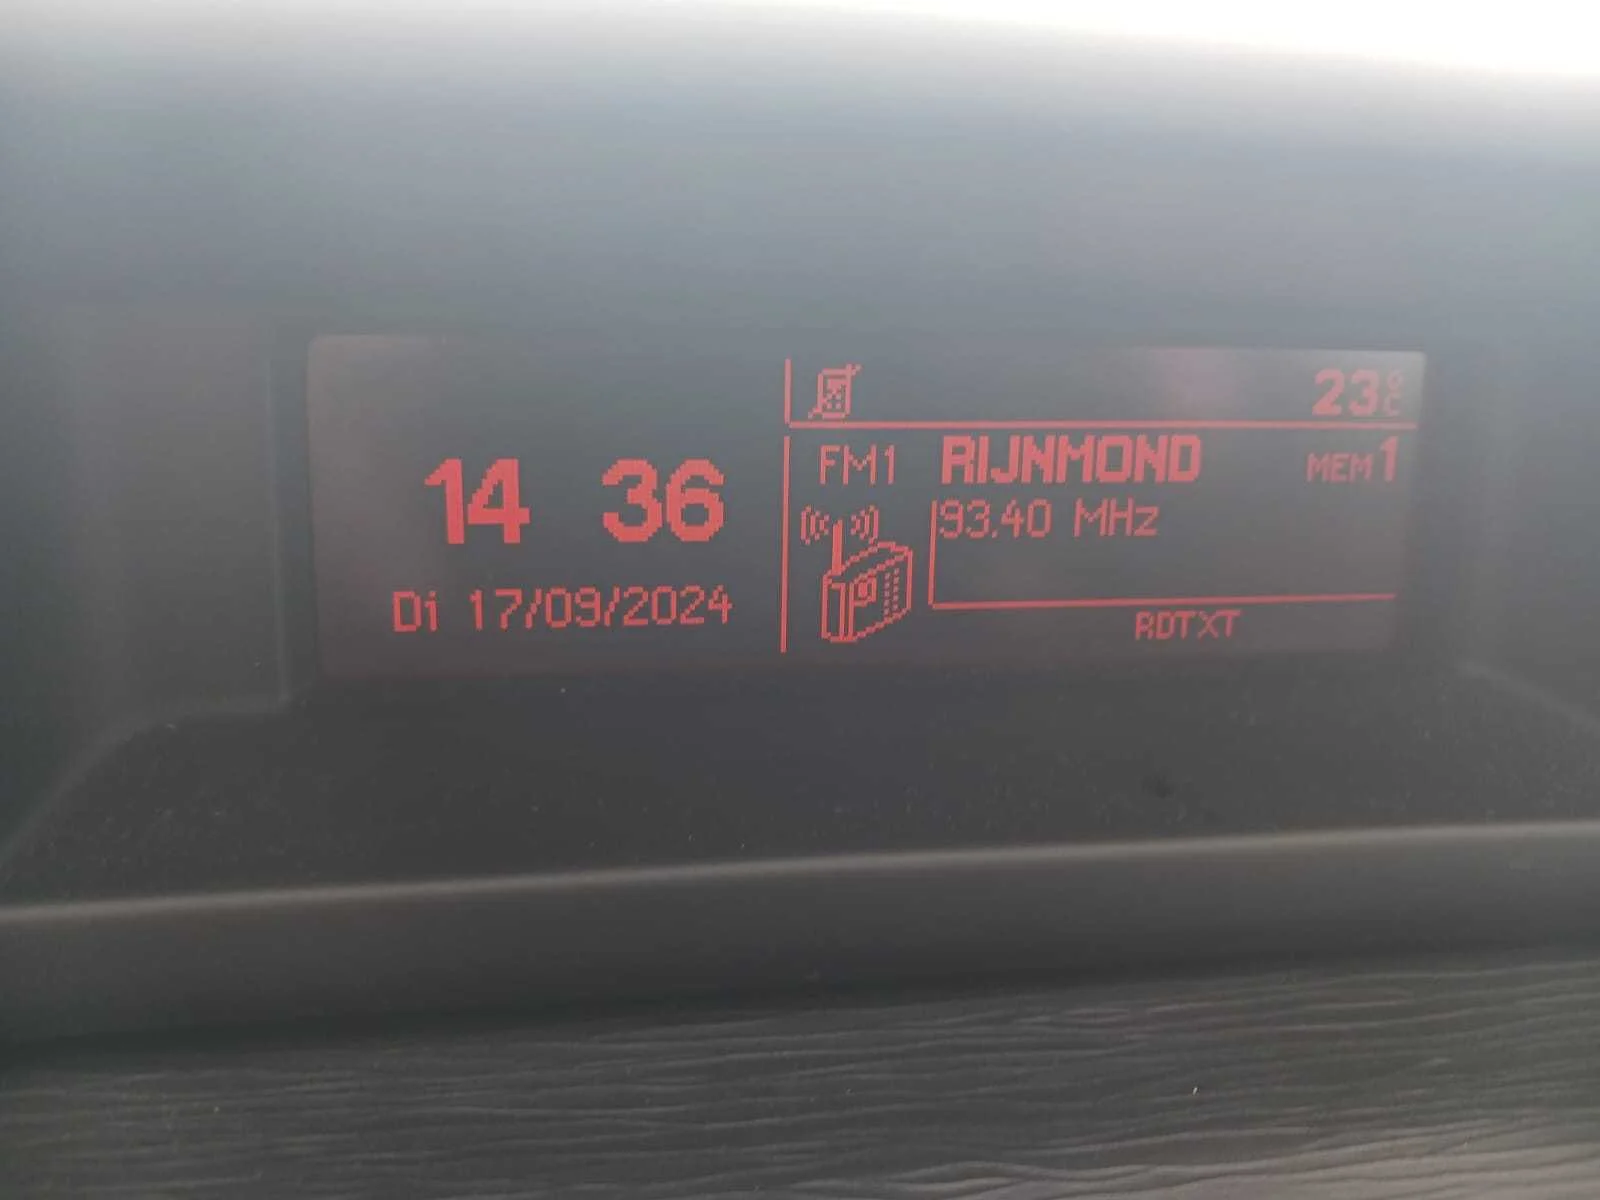 14 36
Di 17/09/2024
23°C
FM1 RIJNMOND MEM1
93.40 MHz
RDTXT